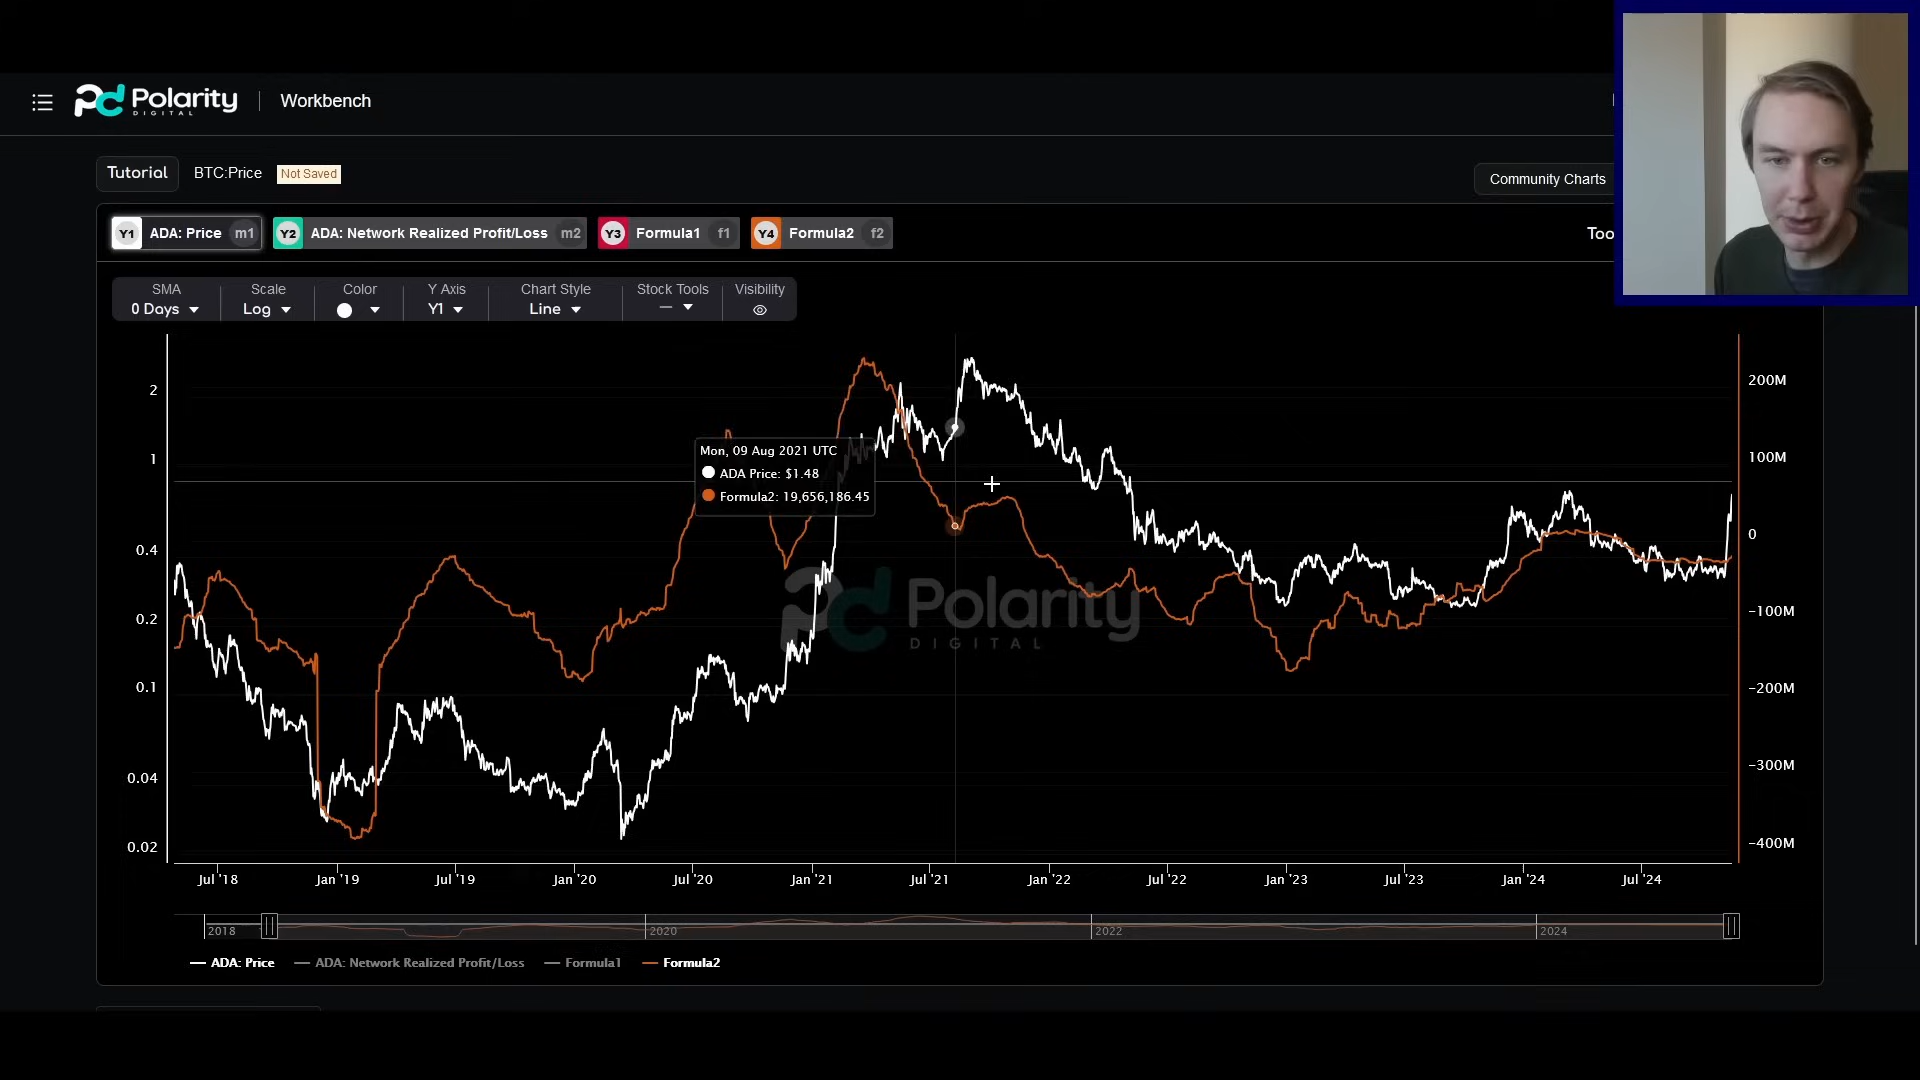 Polarity
DIGITAL
Workbench
Tutorial
BTC:Price
Not Saved
Community Charts
Y1 ADA: Price m1
Y2 ADA: Network Realized Profit/Loss m2
Y3 Formula1 f1
Y4 Formula2 f2
Too
SMA
0 Days
Scale
Log
Color
Y Axis
Y1
Chart Style
Line
Stock Tools
—
Visibility
2
1
0.4
0.2
0.1
0.04
0.02
200M
100M
0
−100M
−200M
−300M
−400M
Mon, 09 Aug 2021 UTC
ADA Price: $1.48
Formula2: 19,656,186.45
Polarity
DIGITAL
Jul '18
Jan '19
Jul '19
Jan '20
Jul '20
Jan '21
Jul '21
Jan '22
Jul '22
Jan '23
Jul '23
Jan '24
Jul '24
2018
2020
2022
2024
ADA: Price
ADA: Network Realized Profit/Loss
Formula1
Formula2